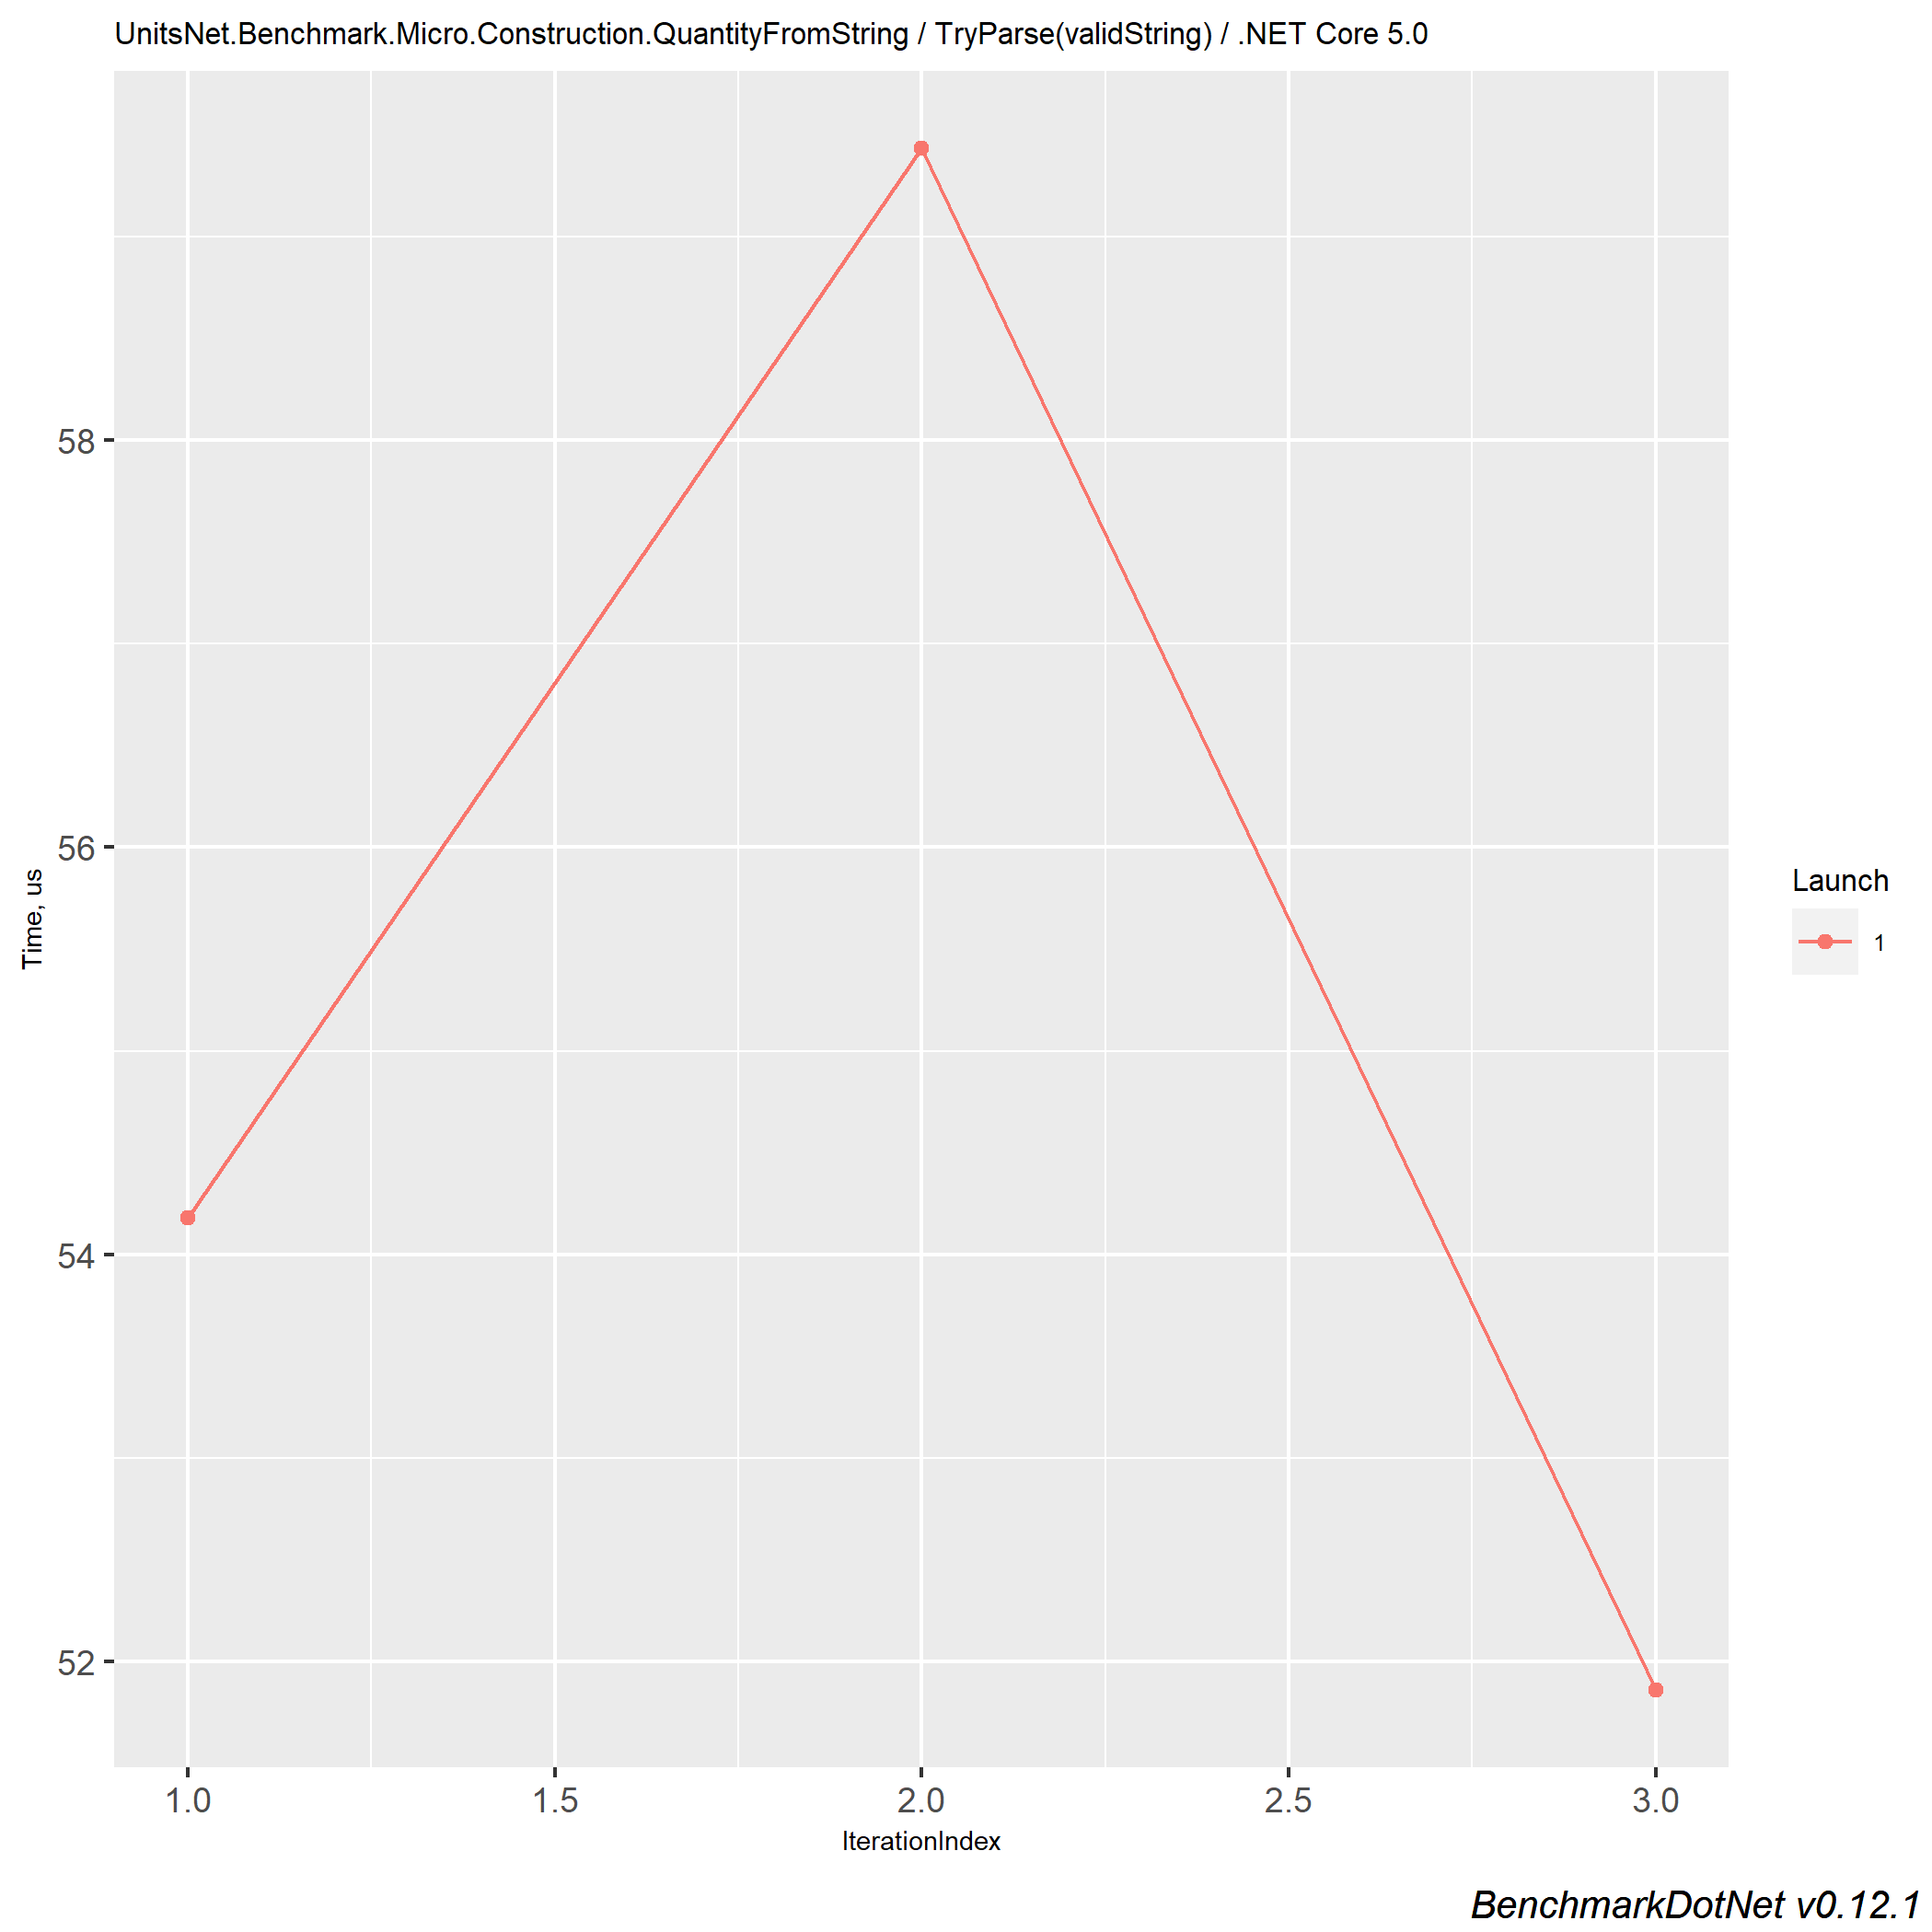 UnitsNet.Benchmark.Micro.Construction.QuantityFromString / TryParse(validString) / .NET Core 5.0
58
56
54
52
Time, us
1.0 1.5 2.0 2.5 3.0
IterationIndex
Launch
1
BenchmarkDotNet v0.12.1